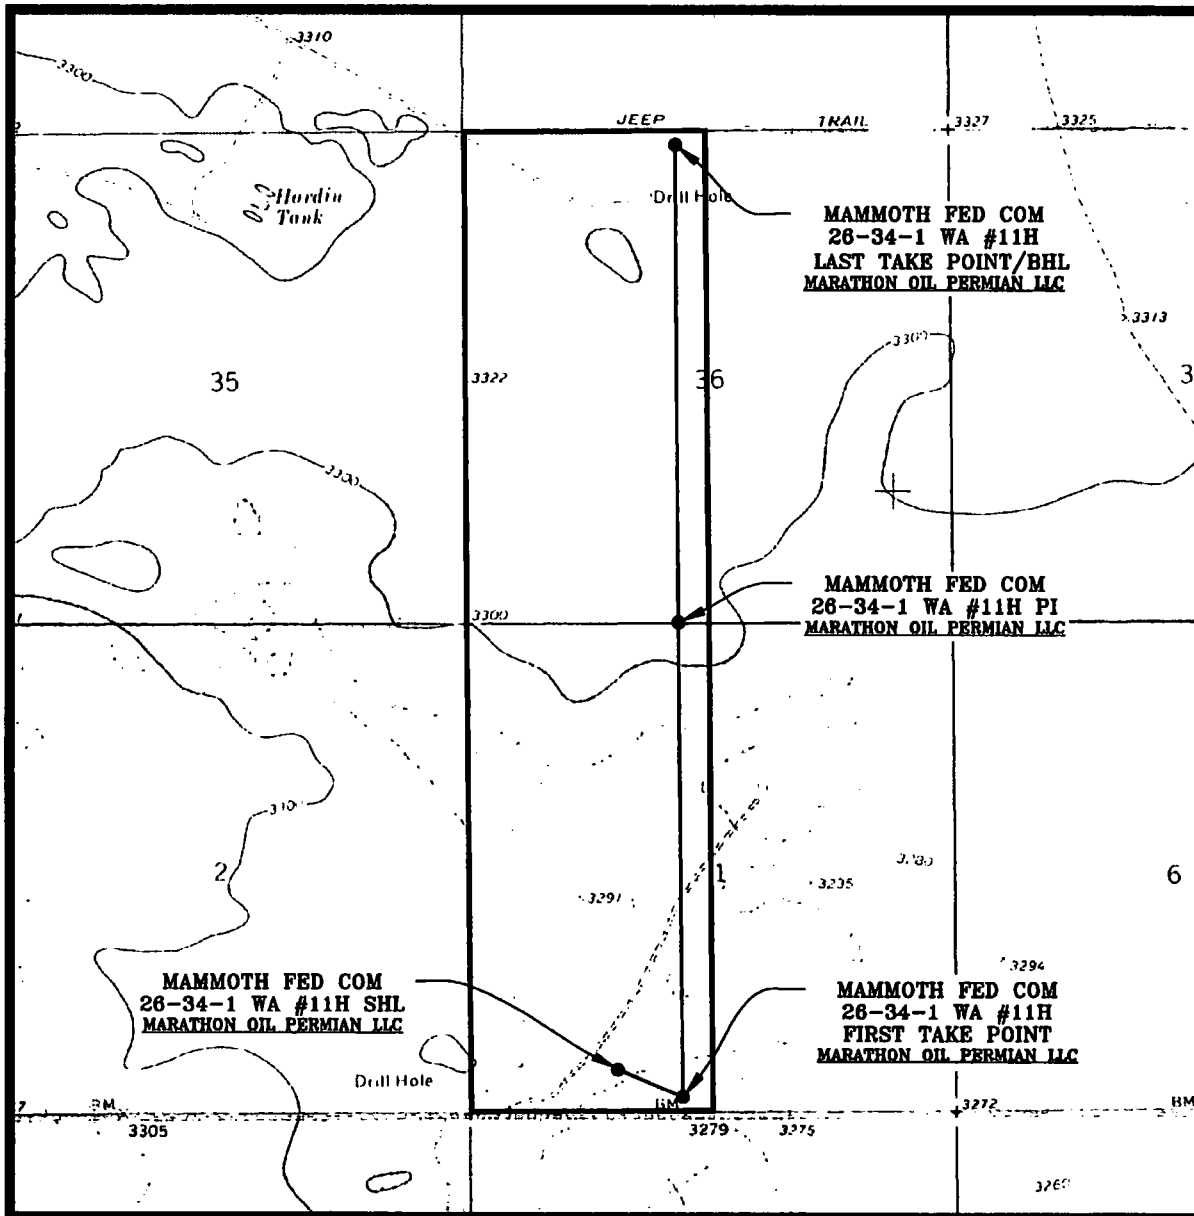 3310
3300
JEEP TRAIL
3327
3325
Hardin
Tank
Drill Hole
MAMMOTH FED COM
26-34-1 WA #11H
LAST TAKE POINT/BHL
MARATHON OIL PERMIAN LLC
3313
3300
35
3322
36
3
3300
MAMMOTH FED COM
26-34-1 WA #11H PI
MARATHON OIL PERMIAN LLC
3300
2
1
3280
6
3291
3235
3294
MAMMOTH FED COM
26-34-1 WA #11H SHL
MARATHON OIL PERMIAN LLC
MAMMOTH FED COM
26-34-1 WA #11H
FIRST TAKE POINT
MARATHON OIL PERMIAN LLC
Drill Hole
BM
BM
3272
BM
3305
3279
3275